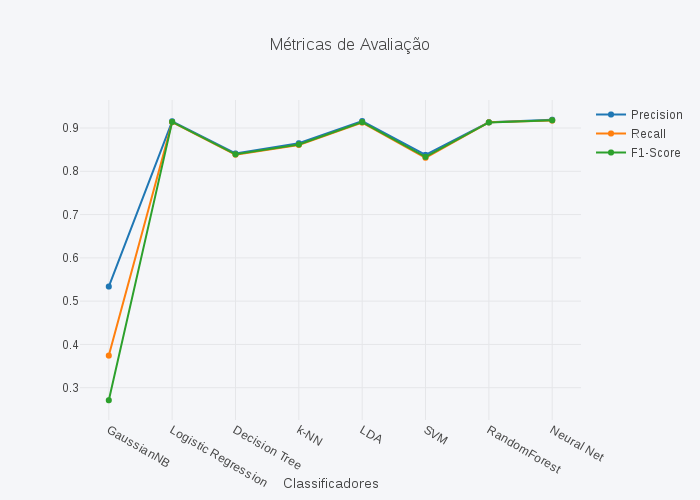 Métricas de Avaliação
Precision
Recall
F1-Score
0.9
0.8
0.7
0.6
0.5
0.4
0.3
GaussianNB
Logistic Regression
Decision Tree
k-NN
LDA
SVM
RandomForest
Neural Net
Classificadores